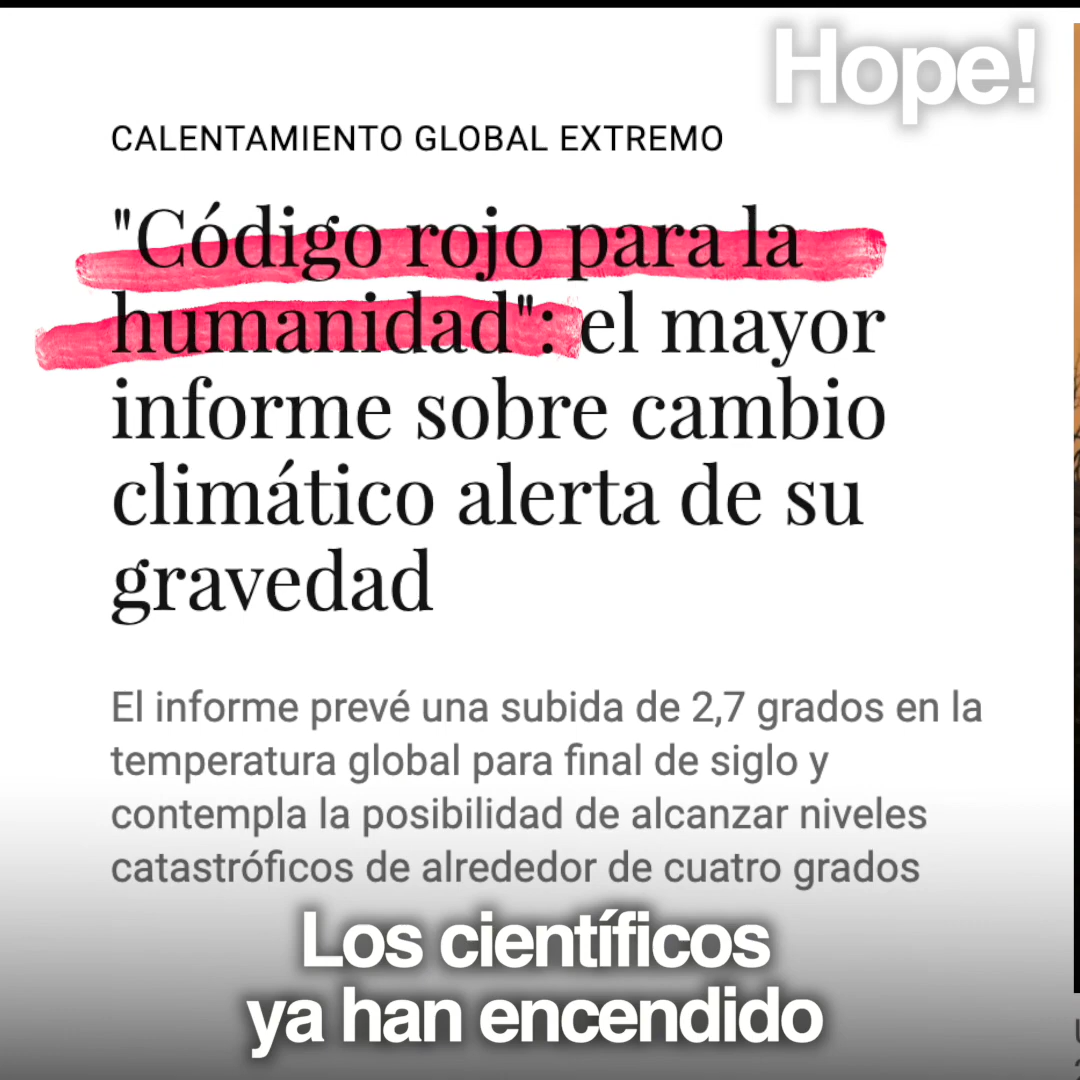 Hope!
CALENTAMIENTO GLOBAL EXTREMO
"Código rojo para la
humanidad": el mayor
informe sobre cambio
climático alerta de su
gravedad
El informe prevé una subida de 2,7 grados en la
temperatura global para final de siglo y
contempla la posibilidad de alcanzar niveles
catastróficos de alrededor de cuatro grados
Los científicos
ya han encendido